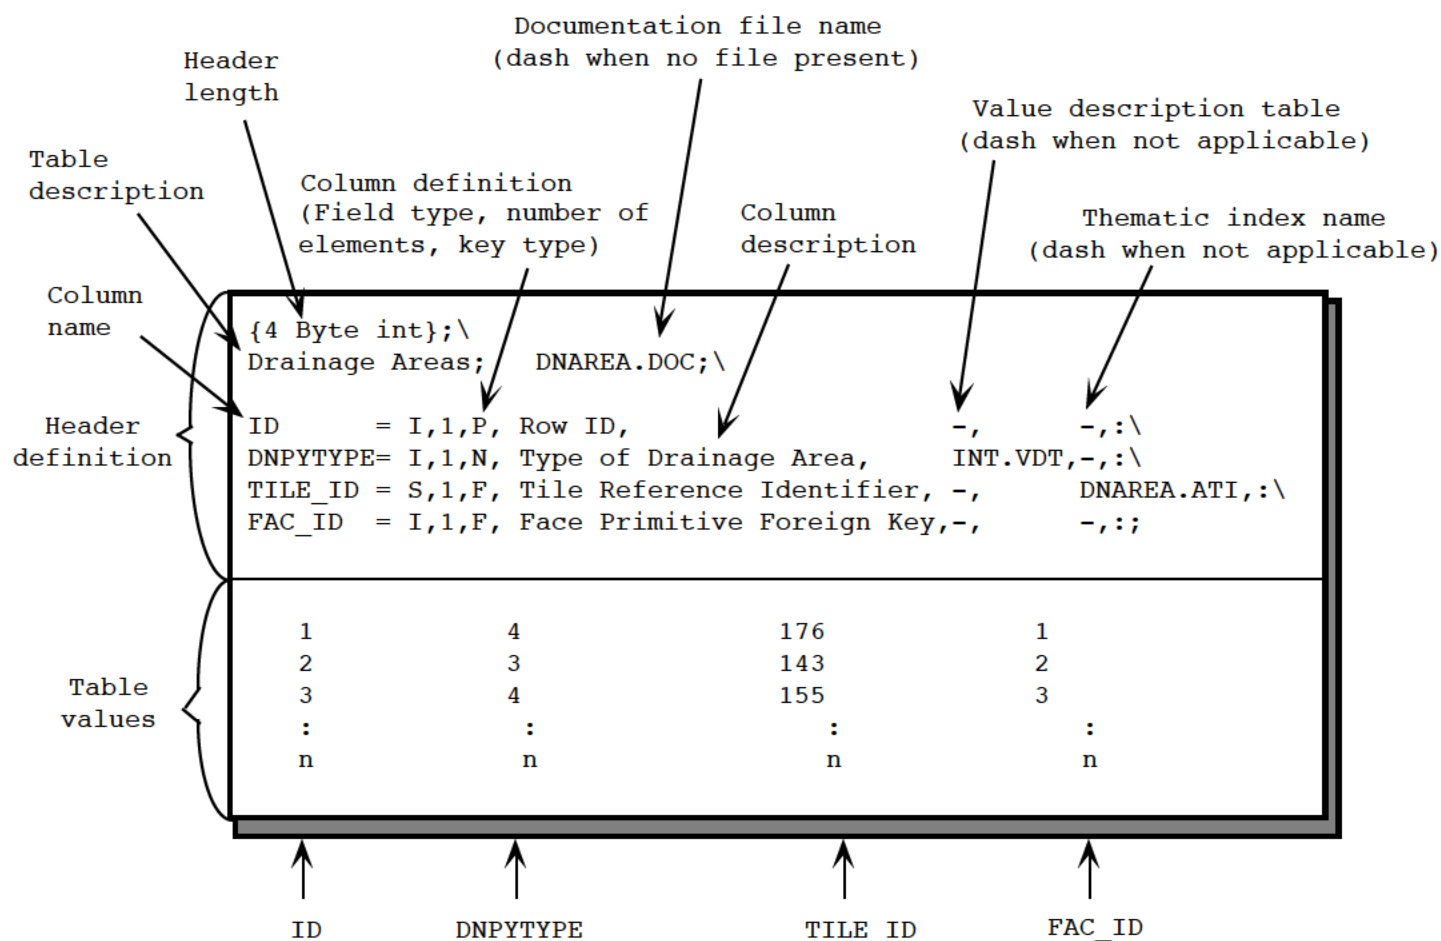 Documentation file name
(dash when no file present)
Header
length
Value description table
(dash when not applicable)
Table
description
Column definition
(Field type, number of
elements, key type)
Column
description
Thematic index name
(dash when not applicable)
Column
name
{4 Byte int};\
Drainage Areas; DNAREA.DOC;\
Header
definition
ID = I,1,P, Row ID, -, -,:\
DNPYTYPE= I,1,N, Type of Drainage Area, INT.VDT,-,:\
TILE_ID = S,1,F, Tile Reference Identifier, -, DNAREA.ATI,:\
FAC_ID = I,1,F, Face Primitive Foreign Key,-, -,:;
Table
values
1 4 176 1
2 3 143 2
3 4 155 3
: : : :
n n n n
ID DNPYTYPE TILE ID FAC_ID